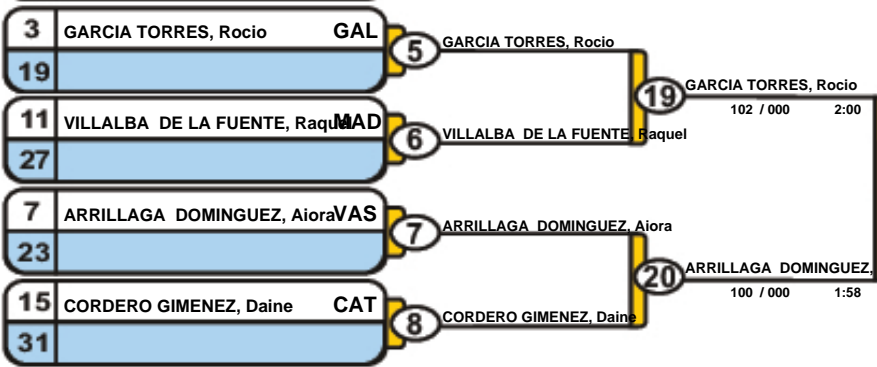 3 GARCIA TORRES, Rocio GAL
19
5 GARCIA TORRES, Rocio
11 VILLALBA DE LA FUENTE, Raquel MAD
27
6 VILLALBA DE LA FUENTE, Raquel
19 GARCIA TORRES, Rocio
102 / 000 2:00
7 ARRILLAGA DOMINGUEZ, Aiora VAS
23
7 ARRILLAGA DOMINGUEZ, Aiora
15 CORDERO GIMENEZ, Daine CAT
31
8 CORDERO GIMENEZ, Daine
20 ARRILLAGA DOMINGUEZ,
100 / 000 1:58